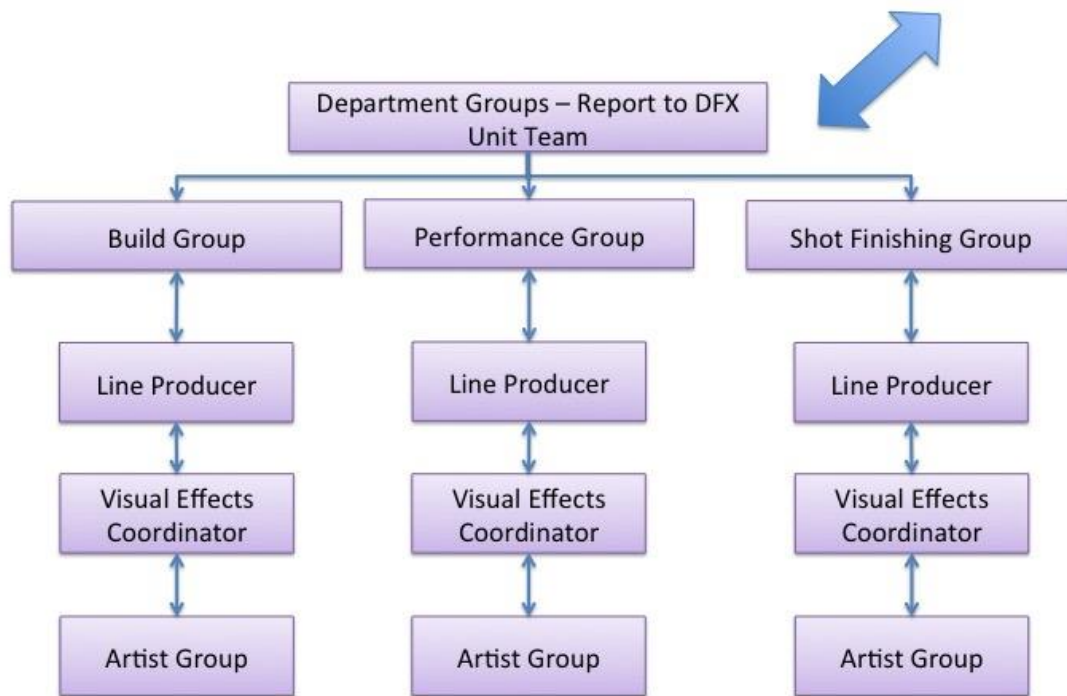 Department Groups – Report to DFX
Unit Team
Build Group
Performance Group
Shot Finishing Group
Line Producer
Line Producer
Line Producer
Visual Effects
Coordinator
Visual Effects
Coordinator
Visual Effects
Coordinator
Artist Group
Artist Group
Artist Group